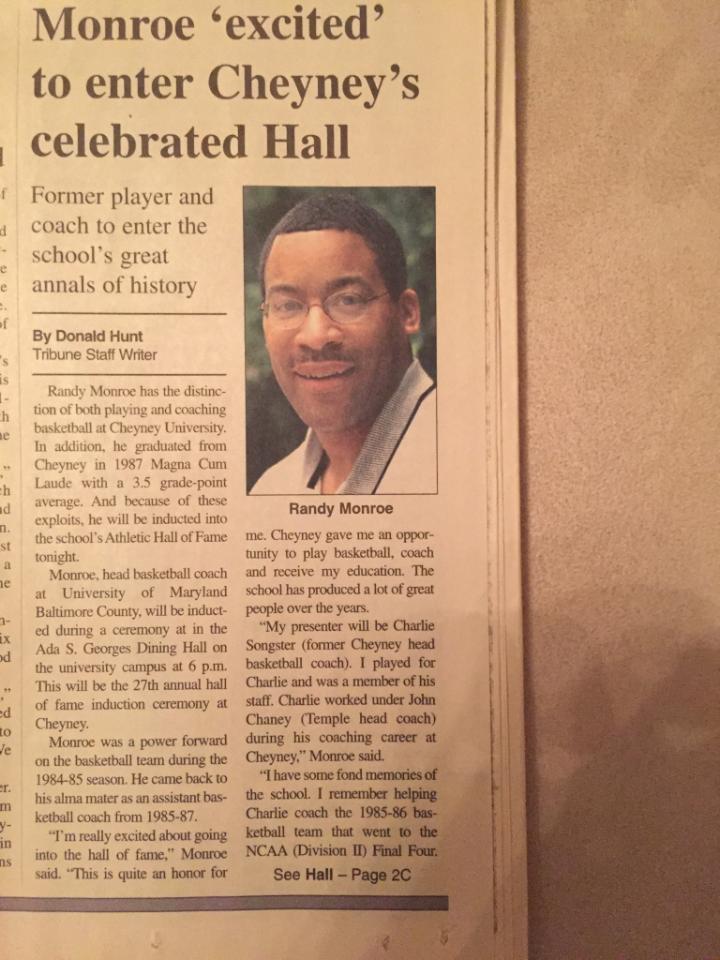 Monroe ‘excited’
to enter Cheyney’s
celebrated Hall
Former player and
coach to enter the
school’s great
annals of history
By Donald Hunt
Tribune Staff Writer
Randy Monroe has the distinc-
tion of both playing and coaching
basketball at Cheyney University.
In addition, he graduated from
Cheyney in 1987 Magna Cum
Laude with a 3.5 grade-point
average. And because of these
exploits, he will be inducted into
the school’s Athletic Hall of Fame
tonight.
Monroe, head basketball coach
at University of Maryland
Baltimore County, will be induct-
ed during a ceremony at in the
Ada S. Georges Dining Hall on
the university campus at 6 p.m.
This will be the 27th annual hall
of fame induction ceremony at
Cheyney.
Monroe was a power forward
on the basketball team during the
1984-85 season. He came back to
his alma mater as an assistant bas-
ketball coach from 1985-87.
“I’m really excited about going
into the hall of fame,” Monroe
said. “This is quite an honor for
Randy Monroe
me. Cheyney gave me an oppor-
tunity to play basketball, coach
and receive my education. The
school has produced a lot of great
people over the years.
“My presenter will be Charlie
Songster (former Cheyney head
basketball coach). I played for
Charlie and was a member of his
staff. Charlie worked under John
Chaney (Temple head coach)
during his coaching career at
Cheyney,” Monroe said.
“I have some fond memories of
the school. I remember helping
Charlie coach the 1985-86 bas-
ketball team that went to the
NCAA (Division II) Final Four.
See Hall – Page 2C